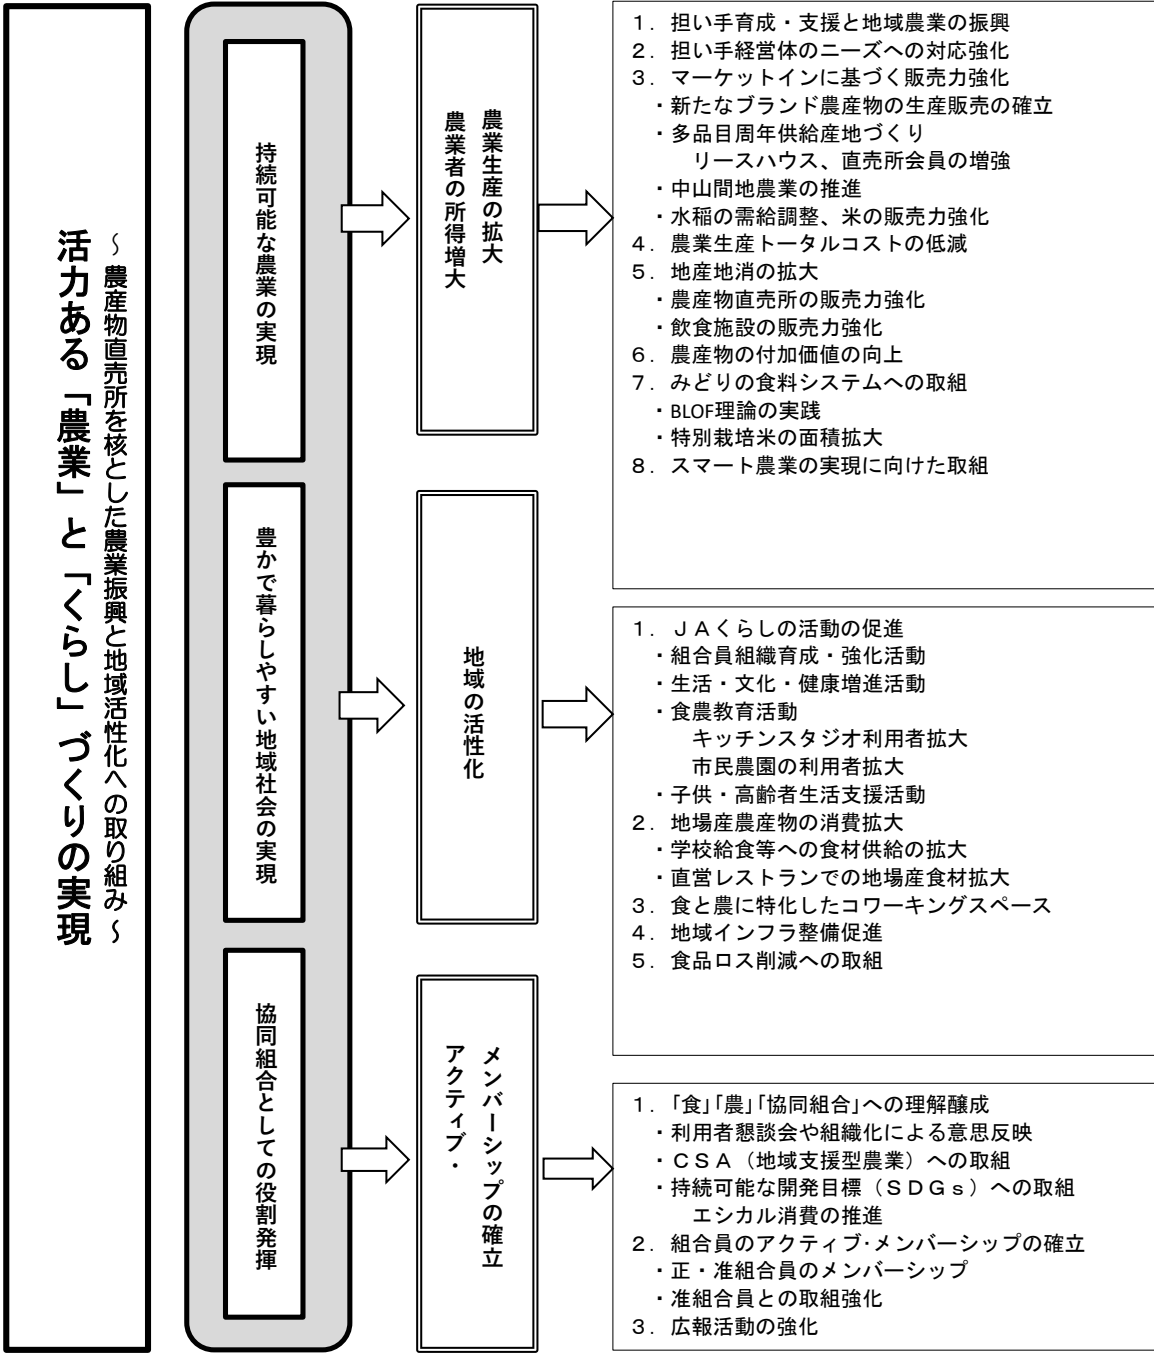 ～農産物直売所を核とした農業振興と地域活性化への取り組み～
活力ある「農業」と「くらし」づくりの実現
持続可能な農業の実現
農業生産の拡大
農業者の所得増大
１．担い手育成・支援と地域農業の振興
２．担い手経営体のニーズへの対応強化
３．マーケットインに基づく販売力強化
・新たなブランド農産物の生産販売の確立
・多品目周年供給産地づくり
リースハウス、直売所会員の増強
・中山間地農業の推進
・水稲の需給調整、米の販売力強化
４．農業生産トータルコストの低減
５．地産地消の拡大
・農産物直売所の販売力強化
・飲食施設の販売力強化
６．農産物の付加価値の向上
７．みどりの食料システムへの取組
・BLOF理論の実践
・特別栽培米の面積拡大
８．スマート農業の実現に向けた取組
豊かで暮らしやすい地域社会の実現
地域の活性化
１．ＪＡくらしの活動の促進
・組合員組織育成・強化活動
・生活・文化・健康増進活動
・食農教育活動
キッチンスタジオ利用者拡大
市民農園の利用者拡大
・子供・高齢者生活支援活動
２．地場産農産物の消費拡大
・学校給食等への食材供給の拡大
・直営レストランでの地場産食材拡大
３．食と農に特化したコワーキングスペース
４．地域インフラ整備促進
５．食品ロス削減への取組
協同組合としての役割発揮
アクティブ・
メンバーシップの確立
１．「食」「農」「協同組合」への理解醸成
・利用者懇談会や組織化による意思反映
・ＣＳＡ（地域支援型農業）への取組
・持続可能な開発目標（ＳＤＧｓ）への取組
エシカル消費の推進
２．組合員のアクティブ・メンバーシップの確立
・正・准組合員のメンバーシップ
・准組合員との取組強化
３．広報活動の強化